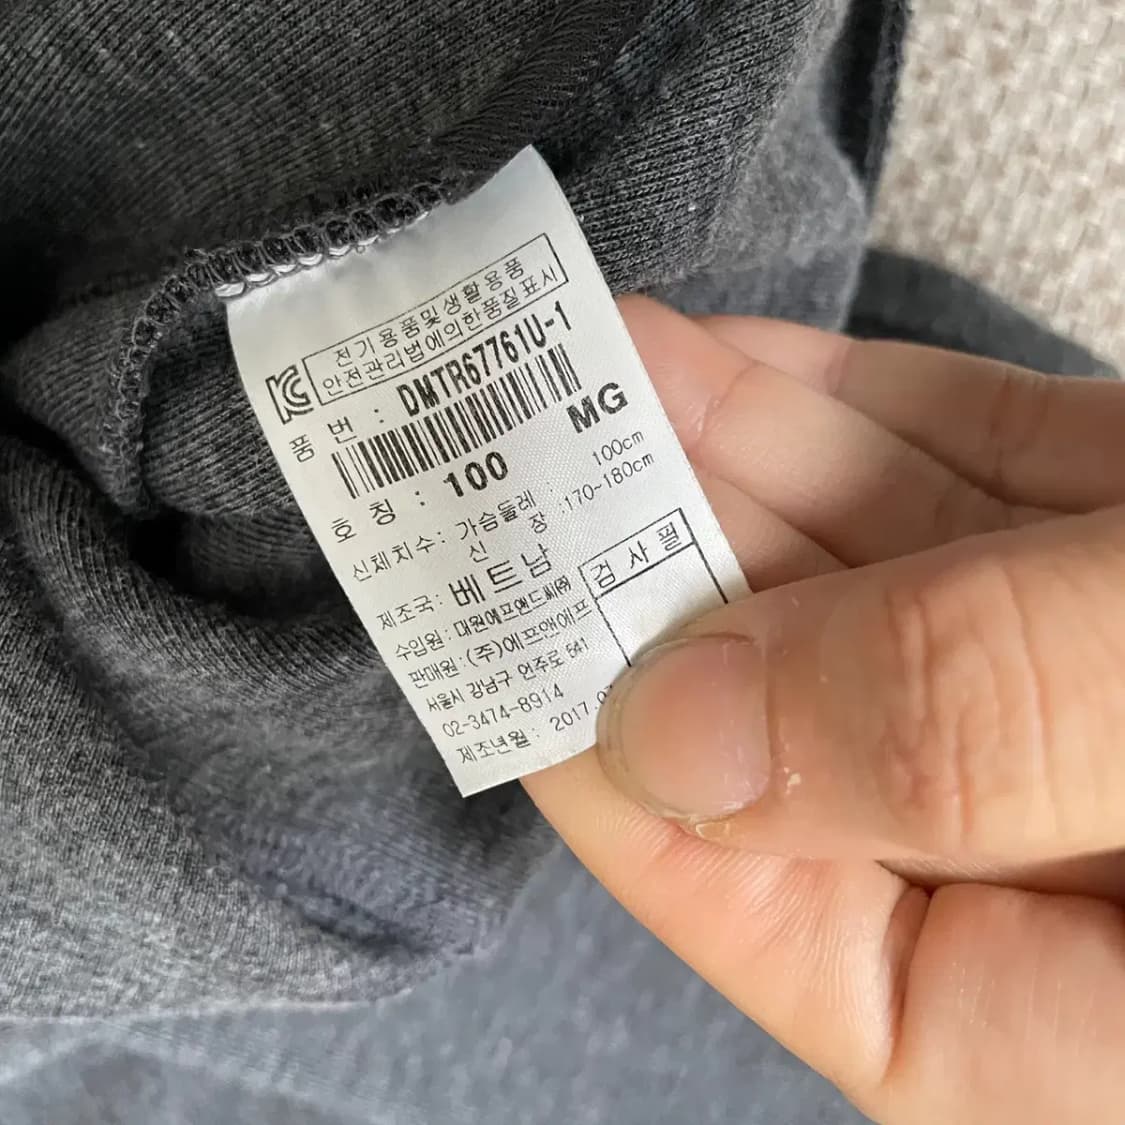 전기용품및생활용품
안전관리법에의한품질표시
품 번 : DMTR67761U-1
MG
호 칭 : 100
신체치수: 가슴둘레 : 100cm
신 장 :170~180cm
제조국: 베트남
검 사 필
수입원: 대원에프앤드씨㈜
판매원:(주)에프앤에프
서울시 강남구 언주로 541
02-3474-8914
제조년월: 2017.